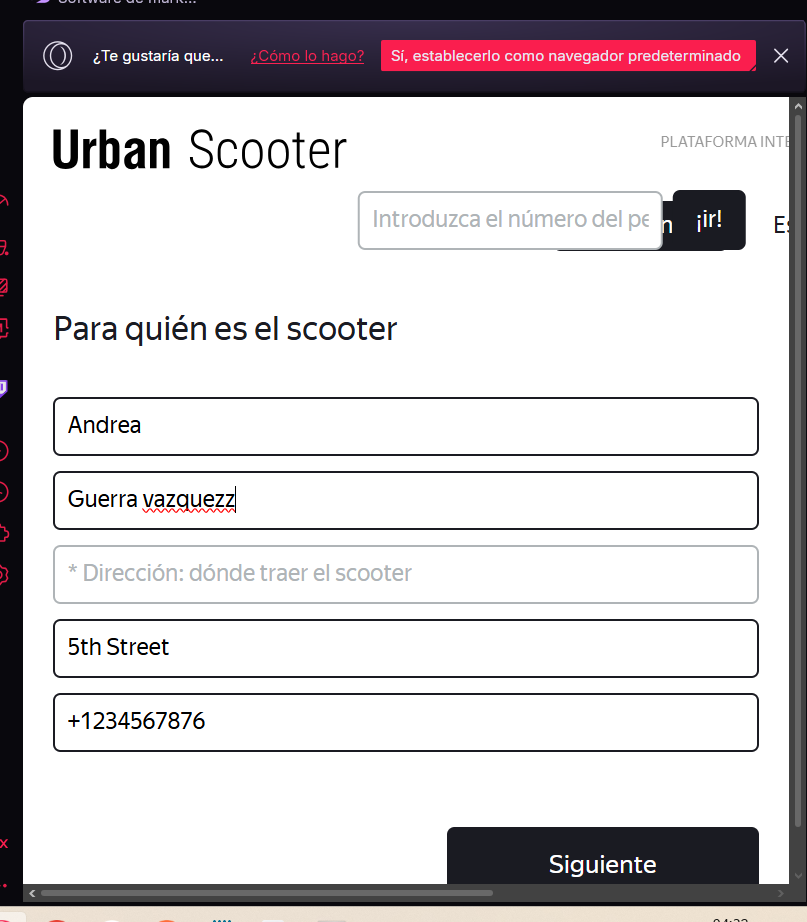 ¿Te gustaría que... ¿Cómo lo hago? Sí, establecerlo como navegador predeterminado
Urban Scooter
PLATAFORMA INTE
Introduzca el número del pe
n
¡ir!
Es
Para quién es el scooter
Andrea
Guerra vazquezz
* Dirección: dónde traer el scooter
5th Street
+1234567876
Siguiente